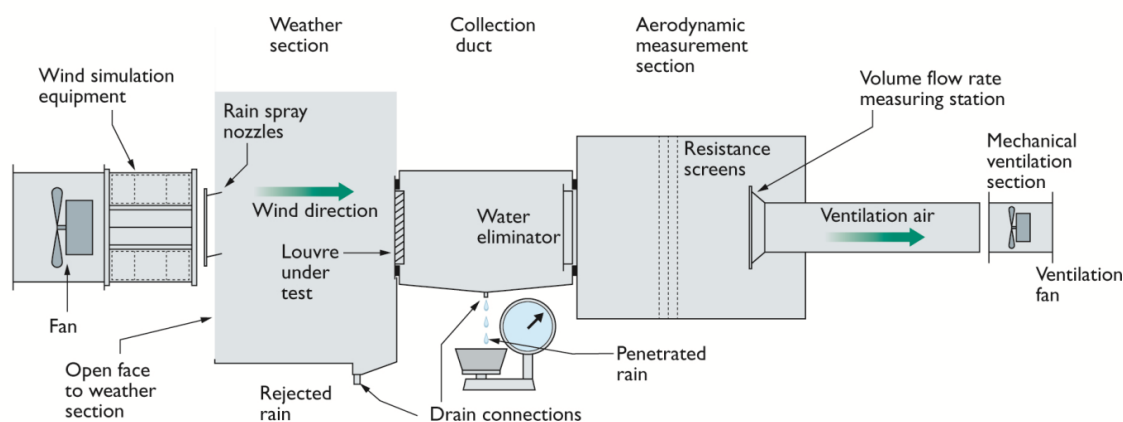 Weather
section
Collection
duct
Aerodynamic
measurement
section
Wind simulation
equipment
Rain spray
nozzles
Volume flow rate
measuring station
Mechanical
ventilation
section
Resistance
screens
Wind direction
Water
eliminator
Ventilation air
Louvre
under
test
Fan
Ventilation
fan
Open face
to weather
section
Rejected
rain
Drain connections
Penetrated
rain